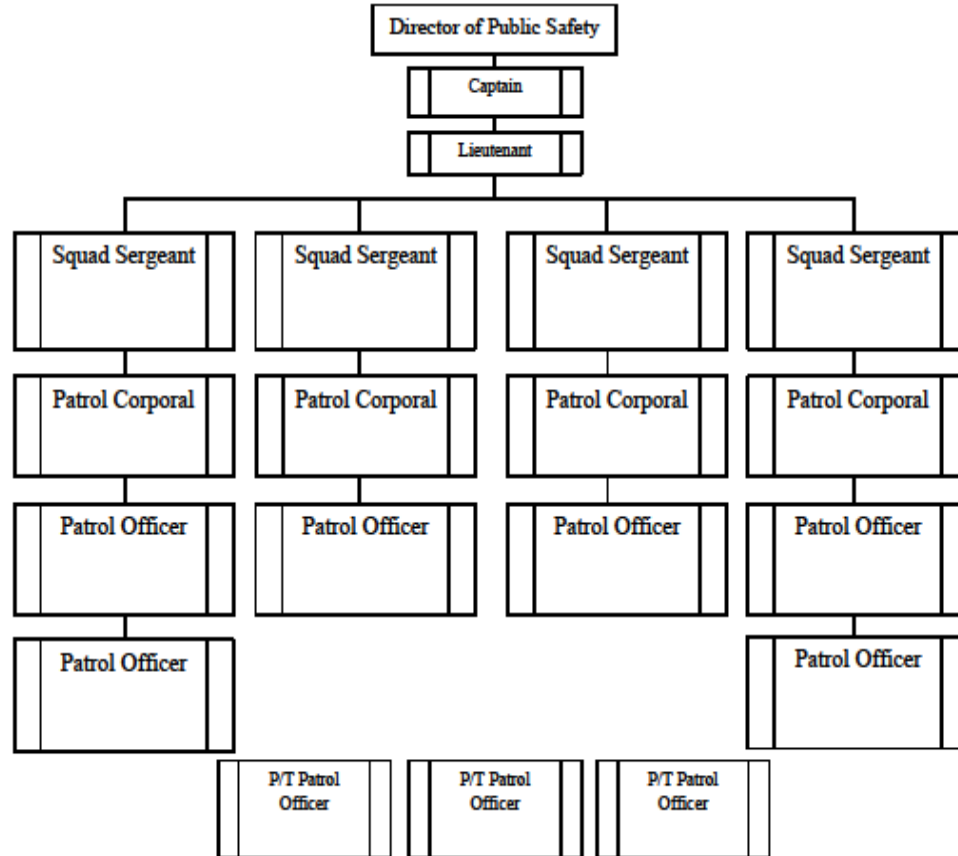 Director of Public Safety
Captain
Lieutenant
Squad Sergeant
Squad Sergeant
Squad Sergeant
Squad Sergeant
Patrol Corporal
Patrol Corporal
Patrol Corporal
Patrol Corporal
Patrol Officer
Patrol Officer
Patrol Officer
Patrol Officer
Patrol Officer
Patrol Officer
P/T Patrol
Officer
P/T Patrol
Officer
P/T Patrol
Officer